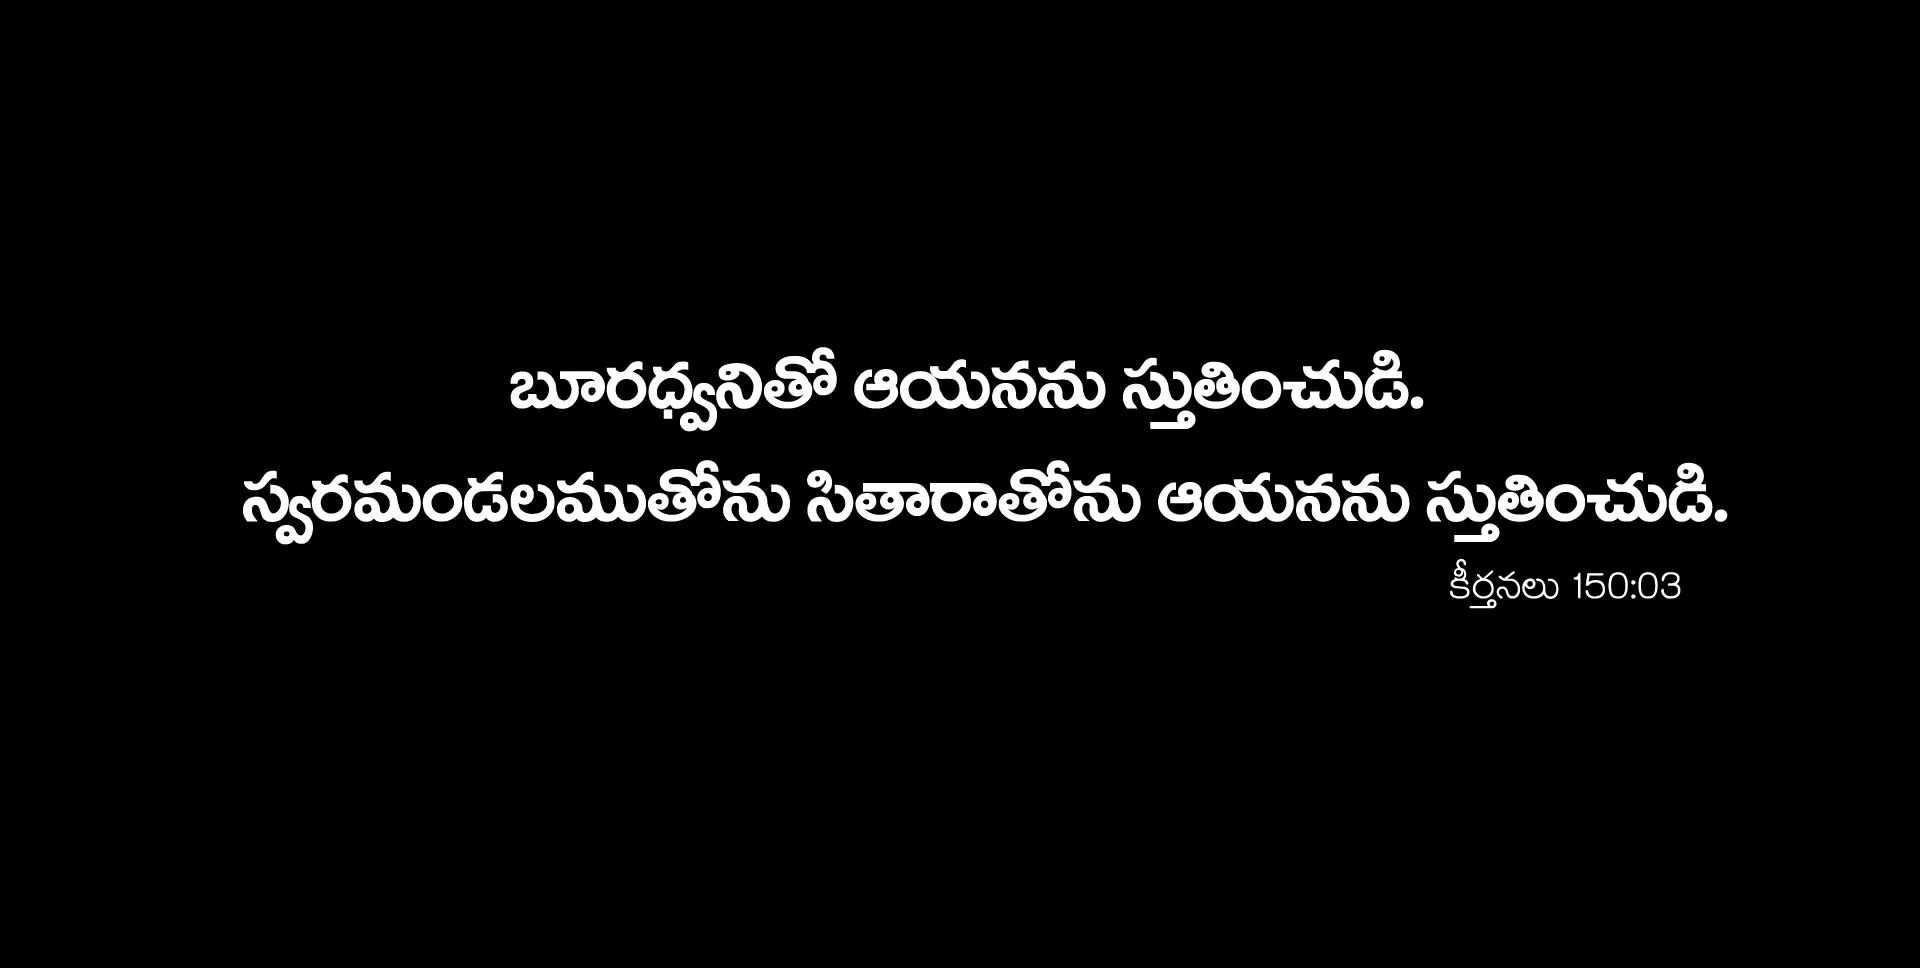 బూరధ్వనితో ఆయనను స్తుతించుడి.
స్వరమండలముతోను సితారాతోను ఆయనను స్తుతించుడి.
కీర్తనలు 150:03